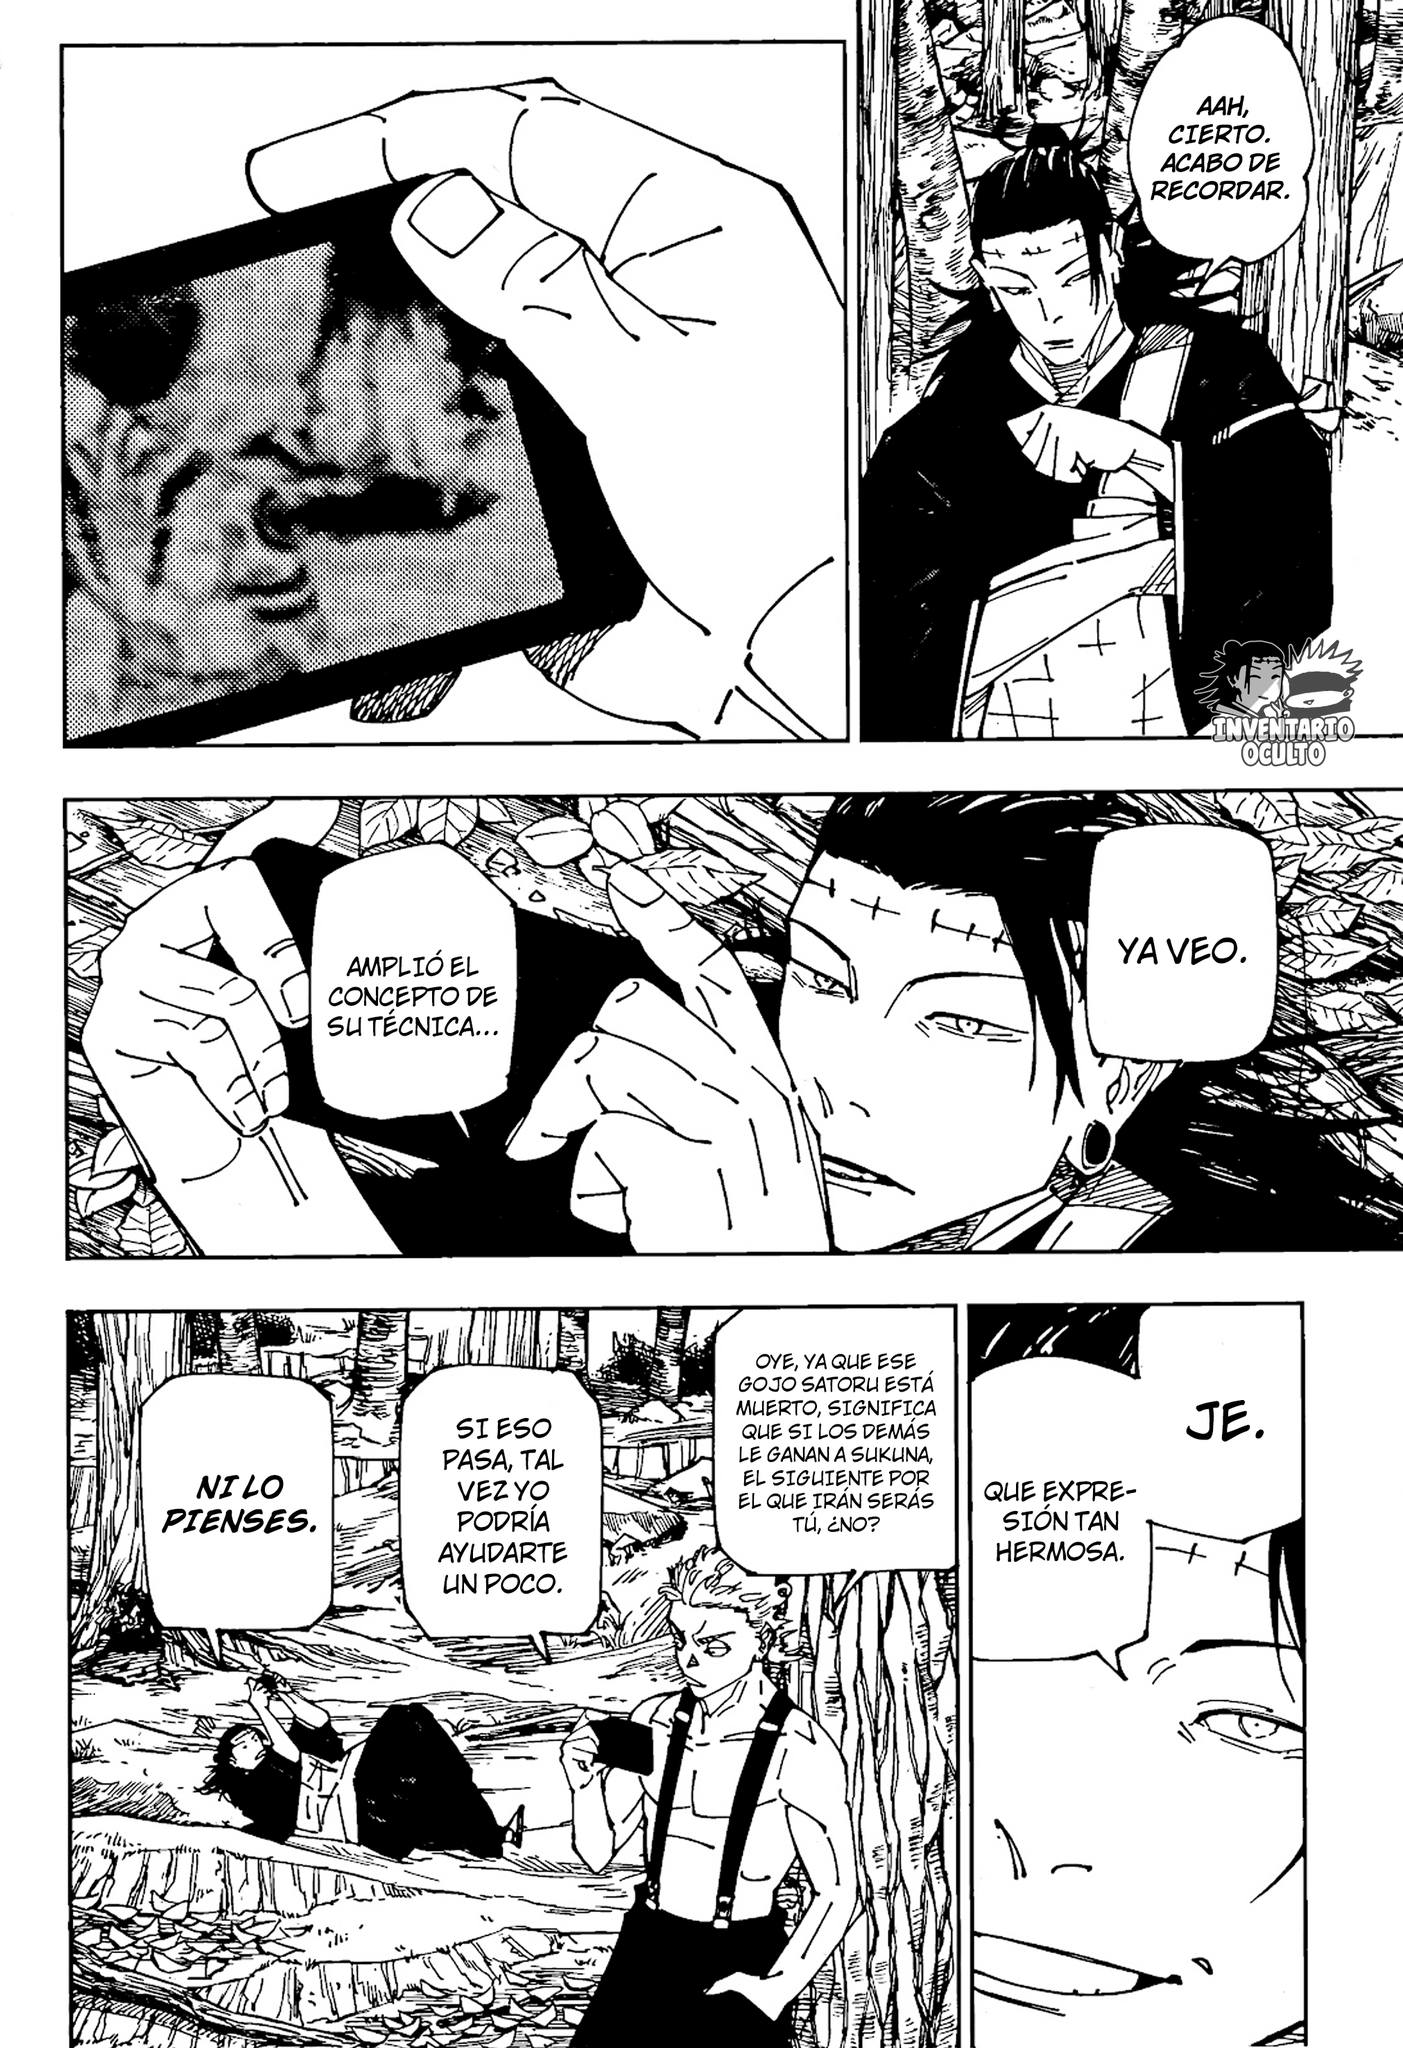 AAH,
CIERTO.
ACABO DE
RECORDAR.
INVENTARIO
OCULTO
YA VEO.
AMPLIÓ EL
CONCEPTO DE
SU TÉCNICA...
JE.
QUE EXPRE-
SIÓN TAN
HERMOSA.
OYE, YA QUE ESE
GOJO SATORU ESTÁ
MUERTO, SIGNIFICA
QUE SI LOS DEMÁS
LE GANAN A SUKUNA,
EL SIGUIENTE POR
EL QUE IRÁN SERÁS
TÚ, ¿NO?
SI ESO
PASA, TAL
VEZ YO
PODRÍA
AYUDARTE
UN POCO.
NI LO
PIENSES.